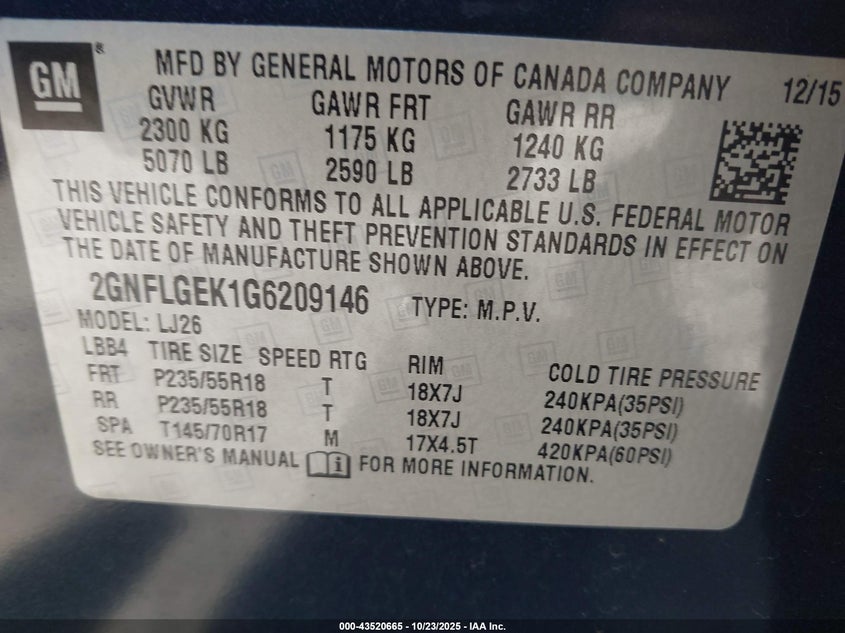 GM®
MFD BY GENERAL MOTORS OF CANADA COMPANY 12/15
GVWR GAWR FRT GAWR RR
2300 KG 1175 KG 1240 KG
5070 LB 2590 LB 2733 LB
THIS VEHICLE CONFORMS TO ALL APPLICABLE U.S. FEDERAL MOTOR
VEHICLE SAFETY AND THEFT PREVENTION STANDARDS IN EFFECT ON
THE DATE OF MANUFACTURE SHOWN ABOVE.
2GNFLGEK1G6209146 TYPE: M.P.V.
MODEL: LJ26
LBB4 TIRE SIZE SPEED RTG RIM COLD TIRE PRESSURE
FRT P235/55R18 T 18X7J 240KPA(35PSI)
RR P235/55R18 T 18X7J 240KPA(35PSI)
SPA T145/70R17 M 17X4.5T 420KPA(60PSI)
SEE OWNER'S MANUAL i FOR MORE INFORMATION.
000-43520665 - 10/23/2025 - IAA Inc.